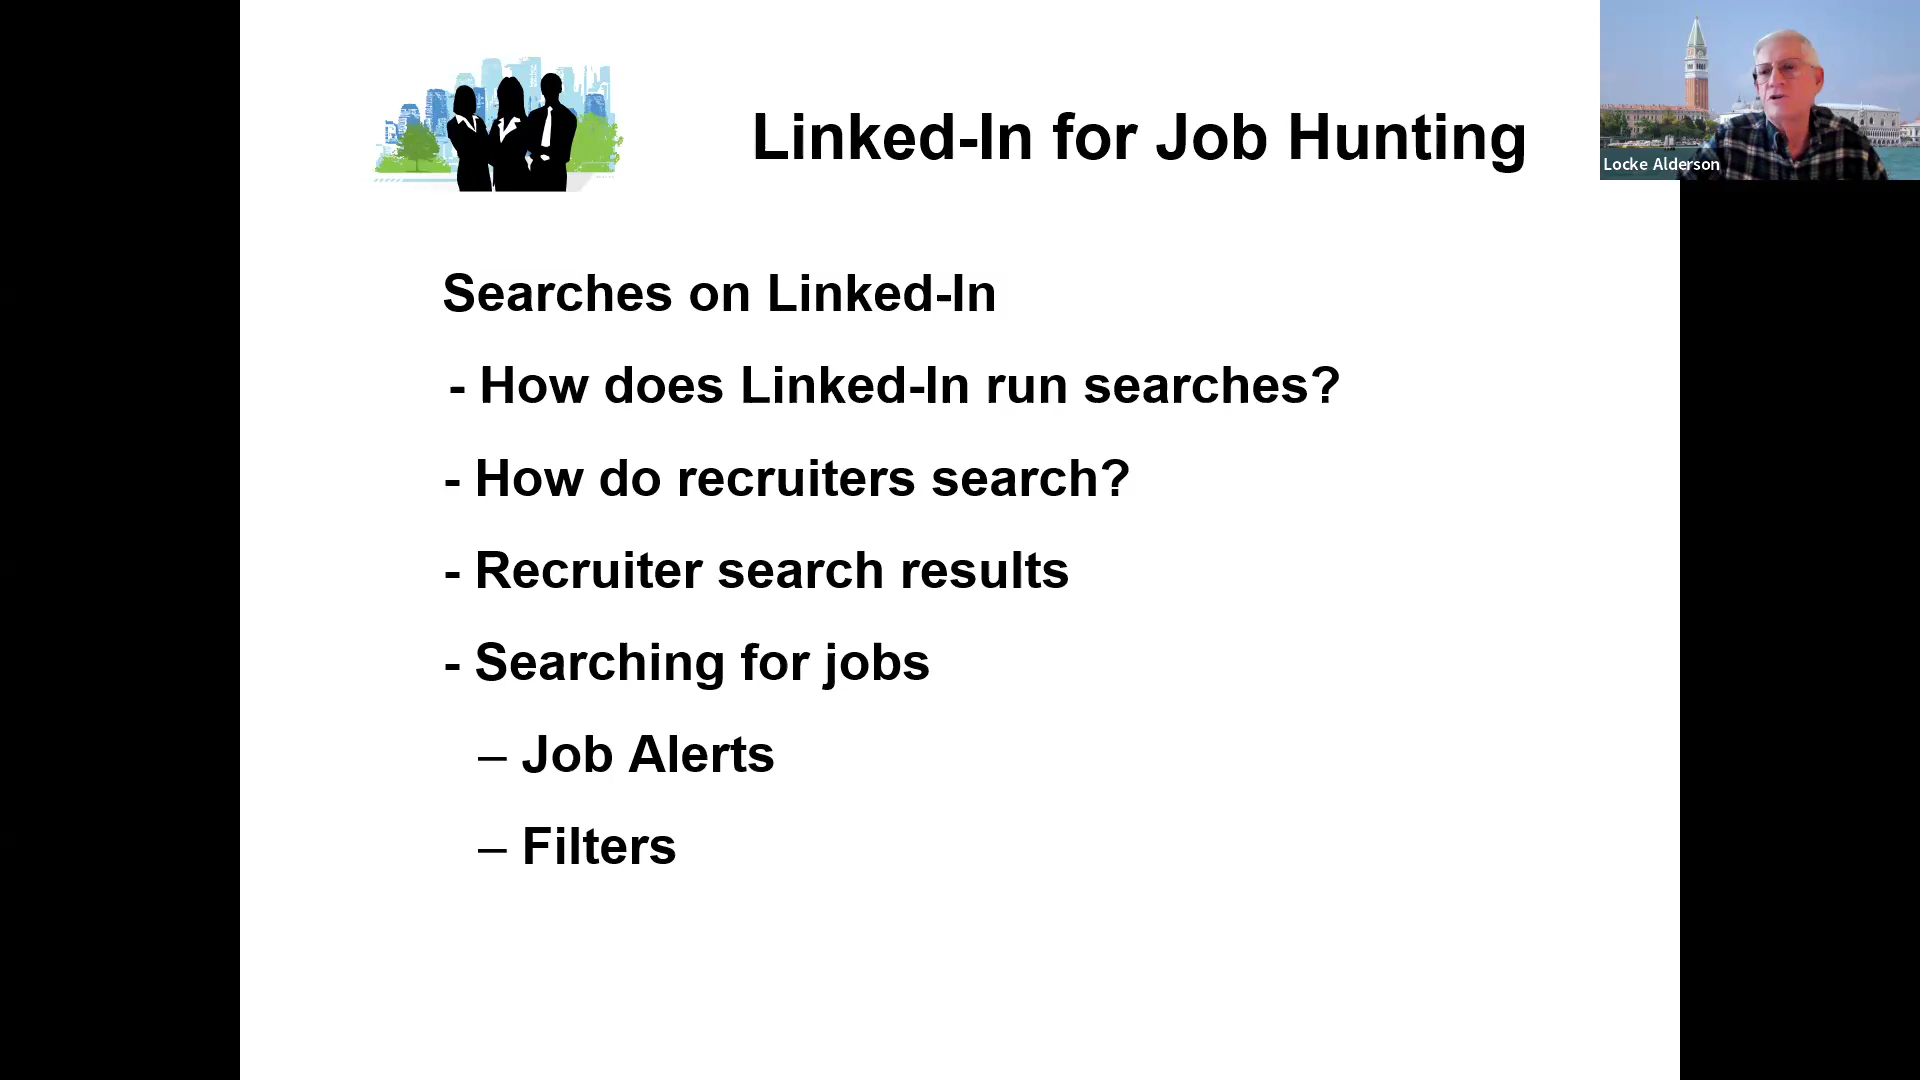 Linked-In for Job Hunting
Locke Alderson
Searches on Linked-In
- How does Linked-In run searches?
- How do recruiters search?
- Recruiter search results
- Searching for jobs
– Job Alerts
– Filters